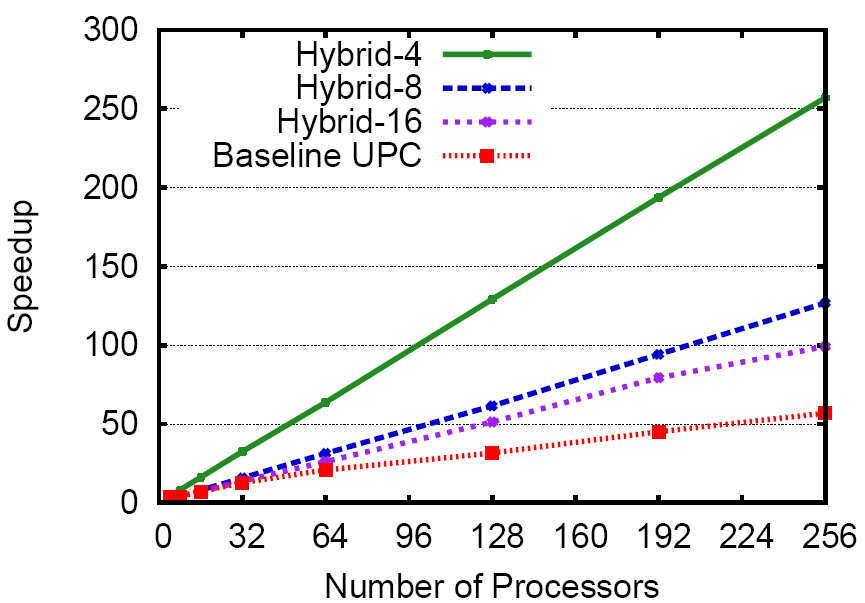 300
250
200
150
100
50
0
Speedup
Hybrid-4
Hybrid-8
Hybrid-16
Baseline UPC
0 32 64 96 128 160 192 224 256
Number of Processors